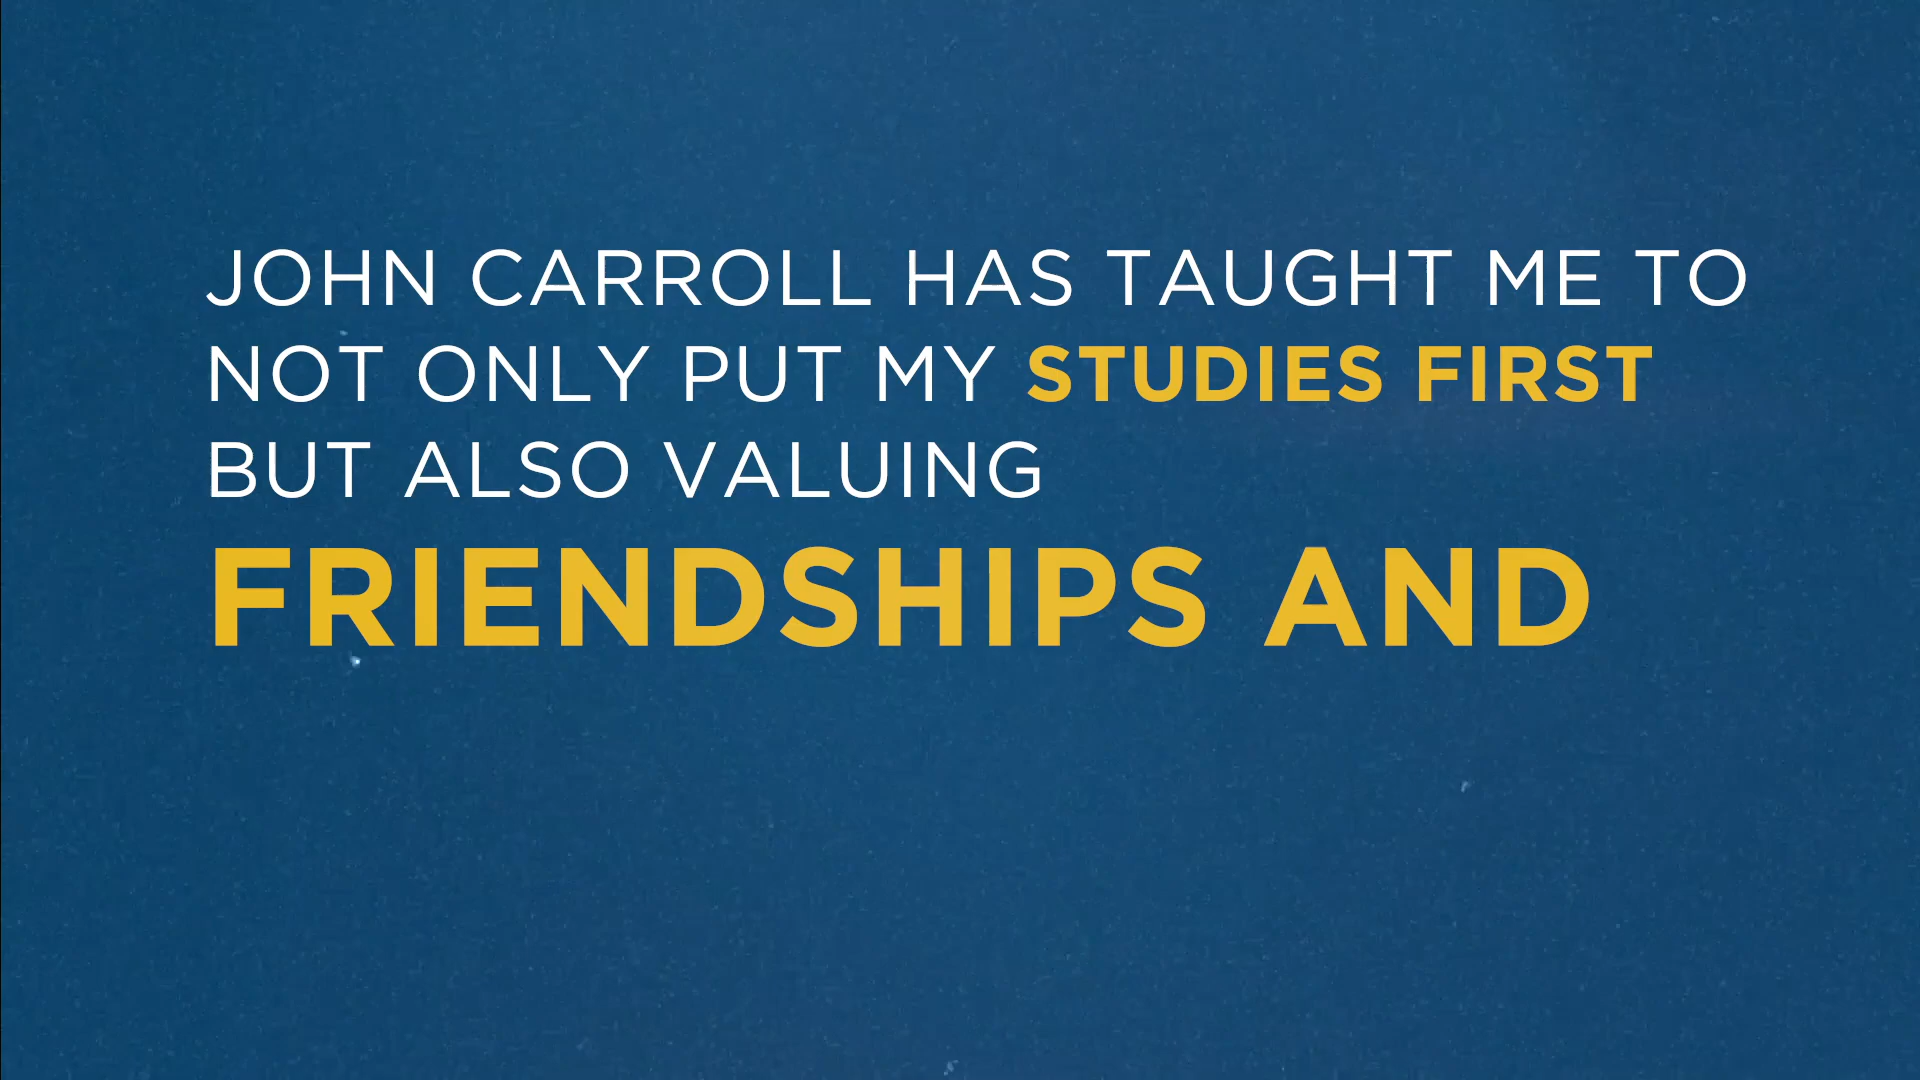 JOHN CARROLL HAS TAUGHT ME TO
NOT ONLY PUT MY STUDIES FIRST
BUT ALSO VALUING
FRIENDSHIPS AND